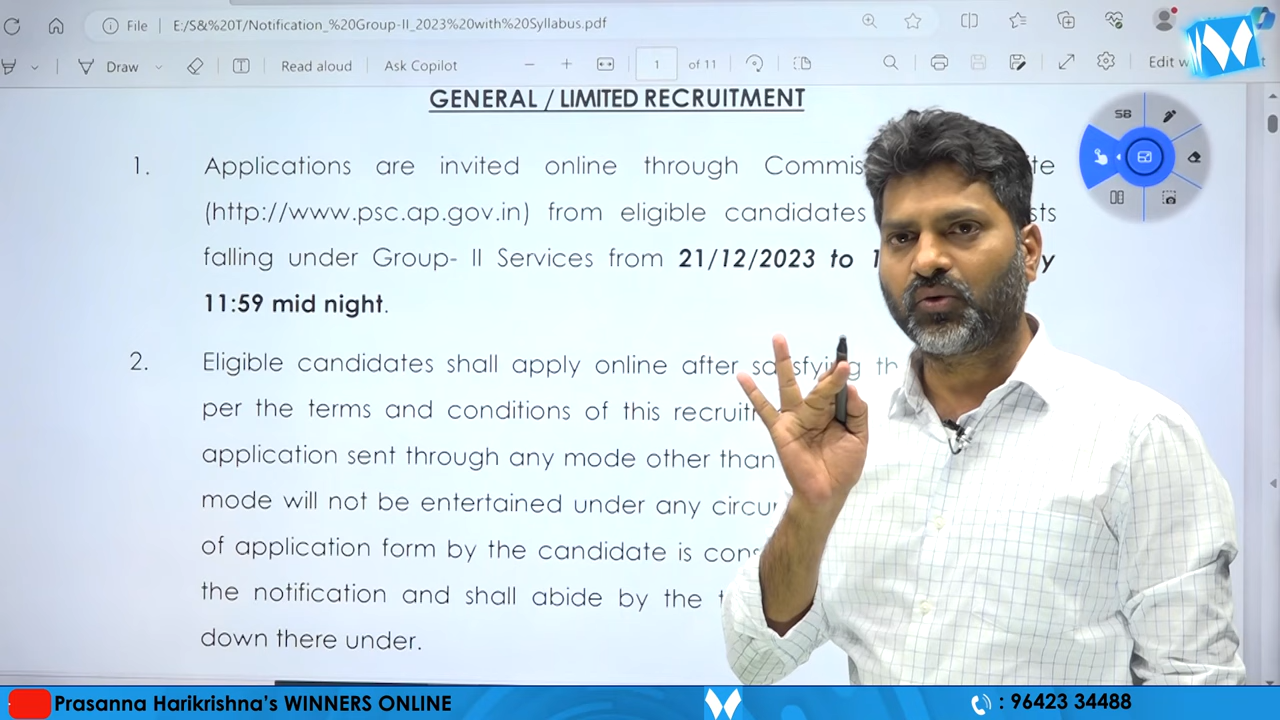 File E:/S&%20T/Notification_%20Group-II_2023%20with%20Syllabus.pdf
Draw Read aloud Ask Copilot 1 of 11 Edit
GENERAL / LIMITED RECRUITMENT
SB
1. Applications are invited online through
(http://www.psc.ap.gov.in) from eligible candidates
falling under Group- II Services from 21/12/2023 to
11:59 mid night.
2. Eligible candidates shall apply online after
per the terms and conditions of this
application sent through any mode other than
mode will not be entertained under any
of application form by the candidate is
the notification and shall abide by the
down there under.
Prasanna Harikrishna's WINNERS ONLINE W : 96423 34488